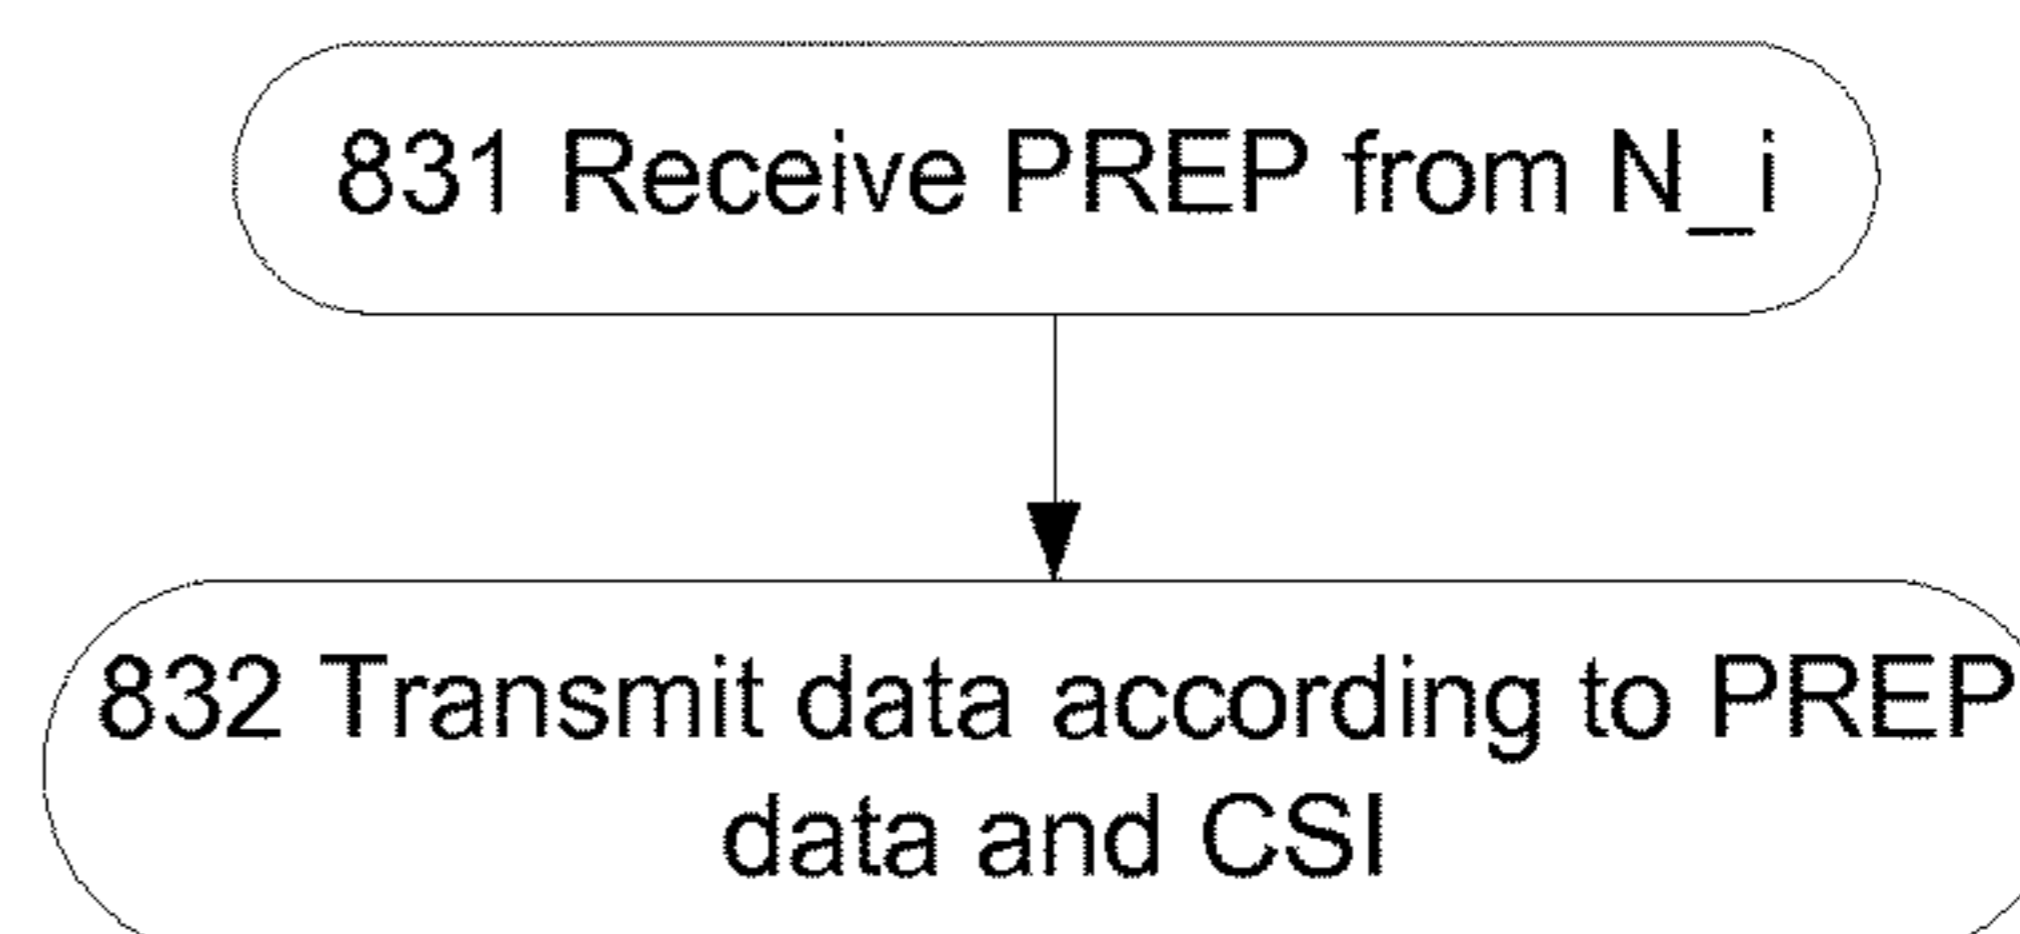 831 Receive PREP from N_i
832 Transmit data according to PREP
data and CSI